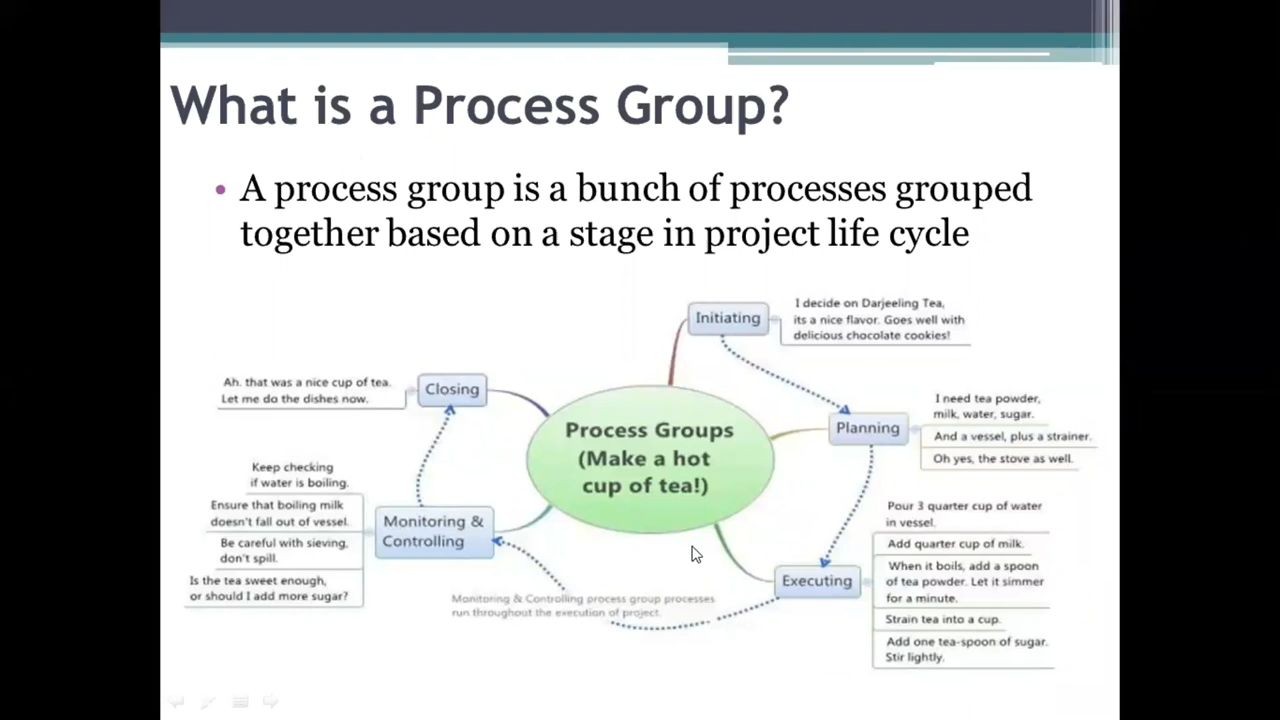 What is a Process Group?
• A process group is a bunch of processes grouped
together based on a stage in project life cycle
Initiating
I decide on Darjeeling Tea,
its a nice flavor. Goes well with
delicious chocolate cookies!
Planning
I need tea powder,
milk, water, sugar.
And a vessel, plus a strainer.
Oh yes, the stove as well.
Process Groups
(Make a hot
cup of tea!)
Executing
Pour 3 quarter cup of water
in vessel.
Add quarter cup of milk.
When it boils, add a spoon
of tea powder. Let it simmer
for a minute.
Strain tea into a cup.
Add one tea-spoon of sugar.
Stir lightly.
Monitoring & Controlling process group processes
run throughout the execution of project.
Monitoring &
Controlling
Keep checking
if water is boiling.
Ensure that boiling milk
doesn't fall out of vessel.
Be careful with sieving,
don't spill.
Is the tea sweet enough,
or should I add more sugar?
Closing
Ah. that was a nice cup of tea.
Let me do the dishes now.